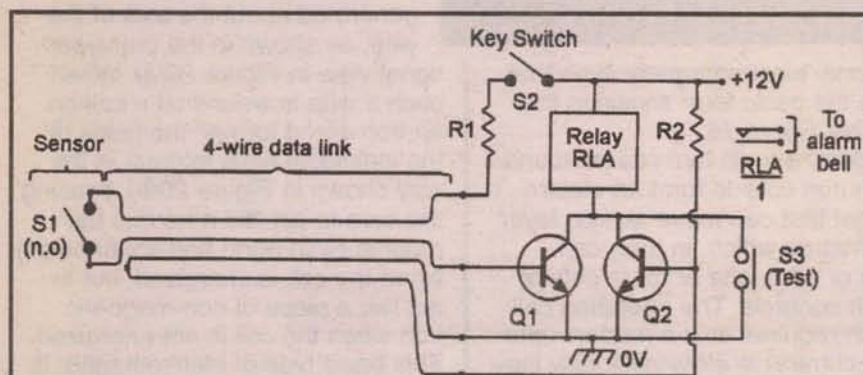 Key Switch
S2
+12V
R1
Relay
RLA
R2
To
alarm
bell
RLA
1
Sensor
4-wire data link
S1
(n.o)
S3
(Test)
Q1
Q2
0V